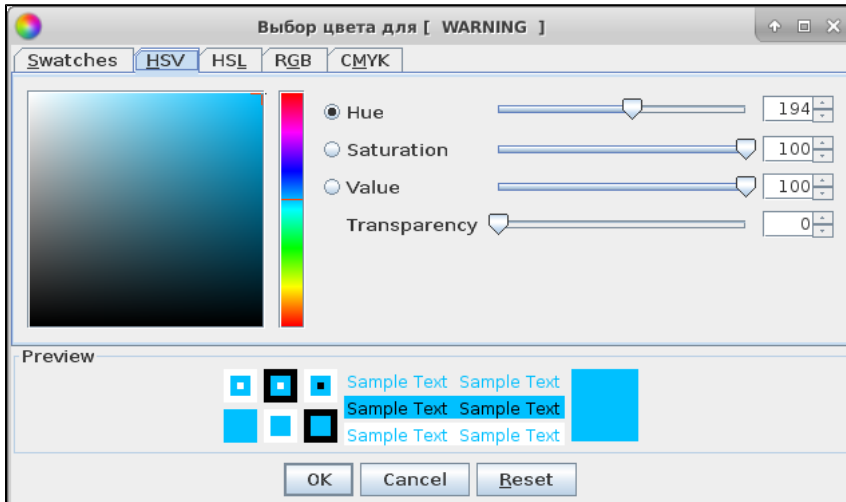 Выбор цвета для [ WARNING ]
Swatches HSV HSL RGB CMYK
Hue 194
Saturation 100
Value 100
Transparency 0
Preview
Sample Text Sample Text
Sample Text Sample Text
Sample Text Sample Text
OK Cancel Reset